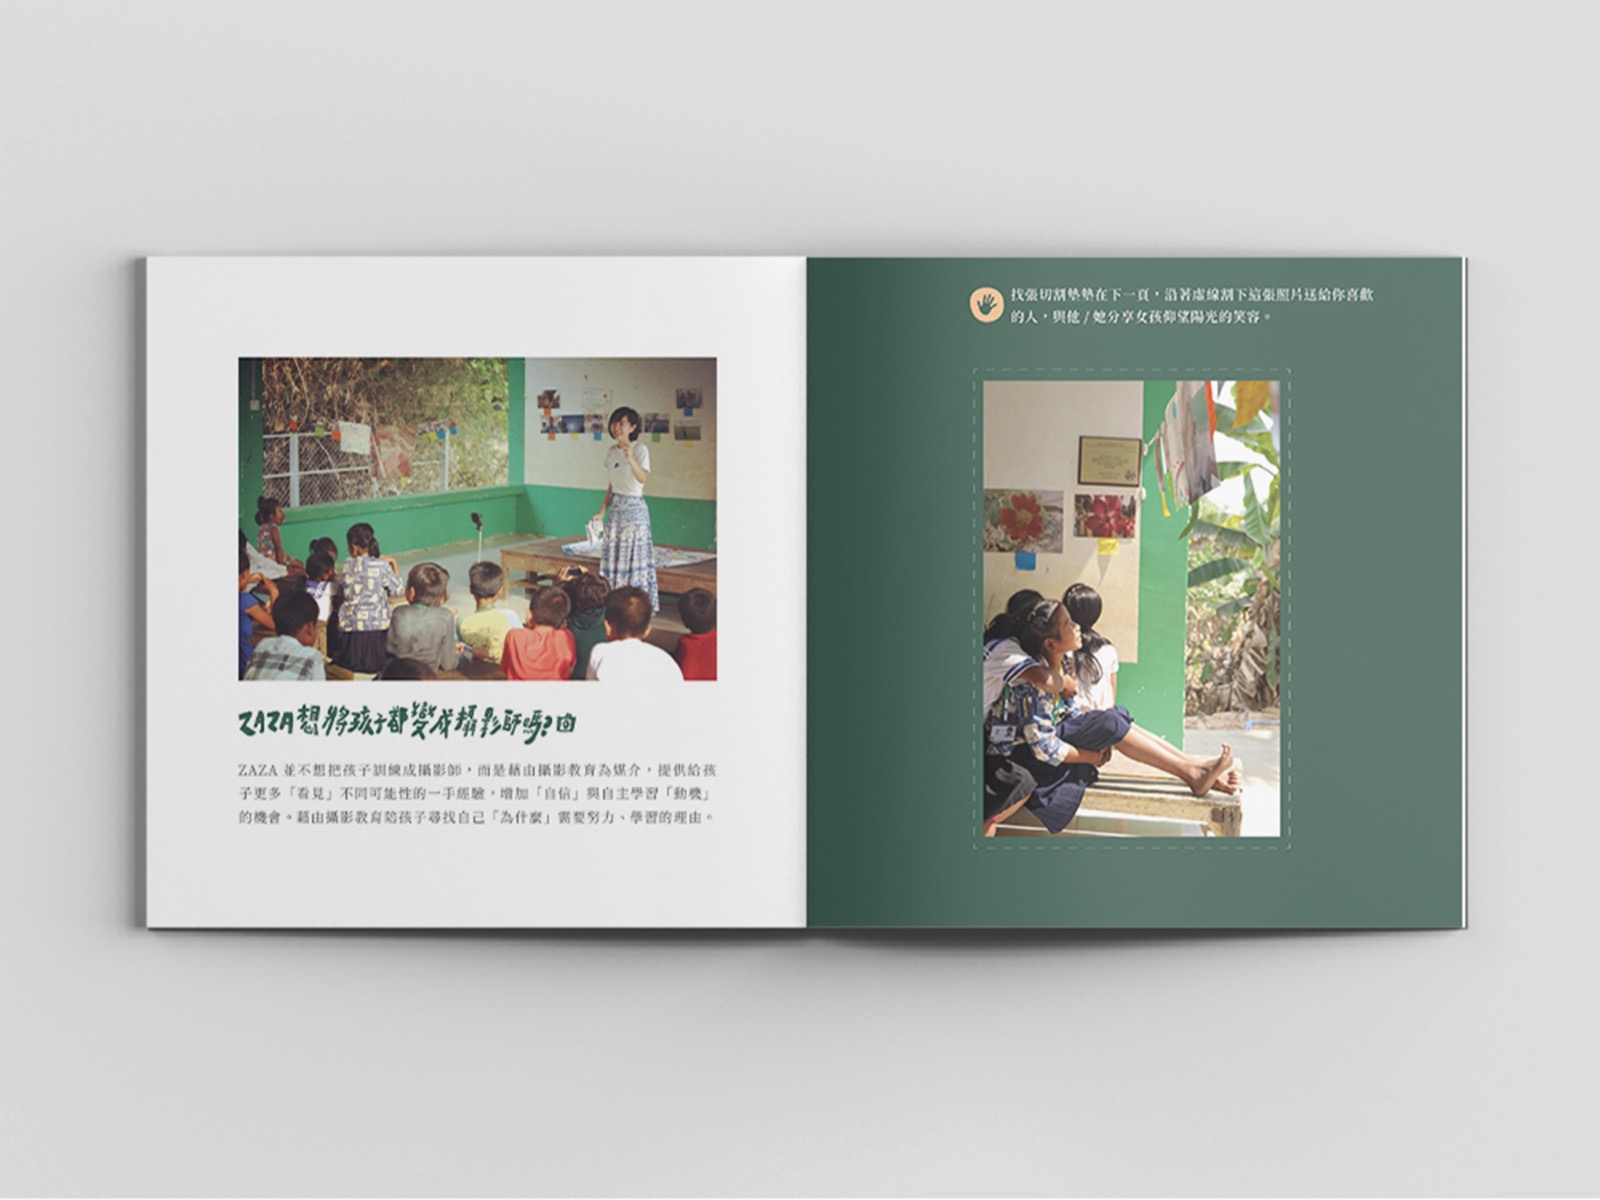 ZAZA想將孩子都變成攝影師嗎?
ZAZA 並不想把孩子訓練成攝影師，而是藉由攝影教育為媒介，提供給孩
子更多「看見」不同可能性的一手經驗，增加「自信」與自主學習「動機」
的機會。藉由攝影教育陪孩子尋找自己「為什麼」需要努力、學習的理由。
找張切割墊墊在下一頁，沿著虛線割下這張照片送給你喜歡
的人，與他 / 她分享女孩仰望陽光的笑容。